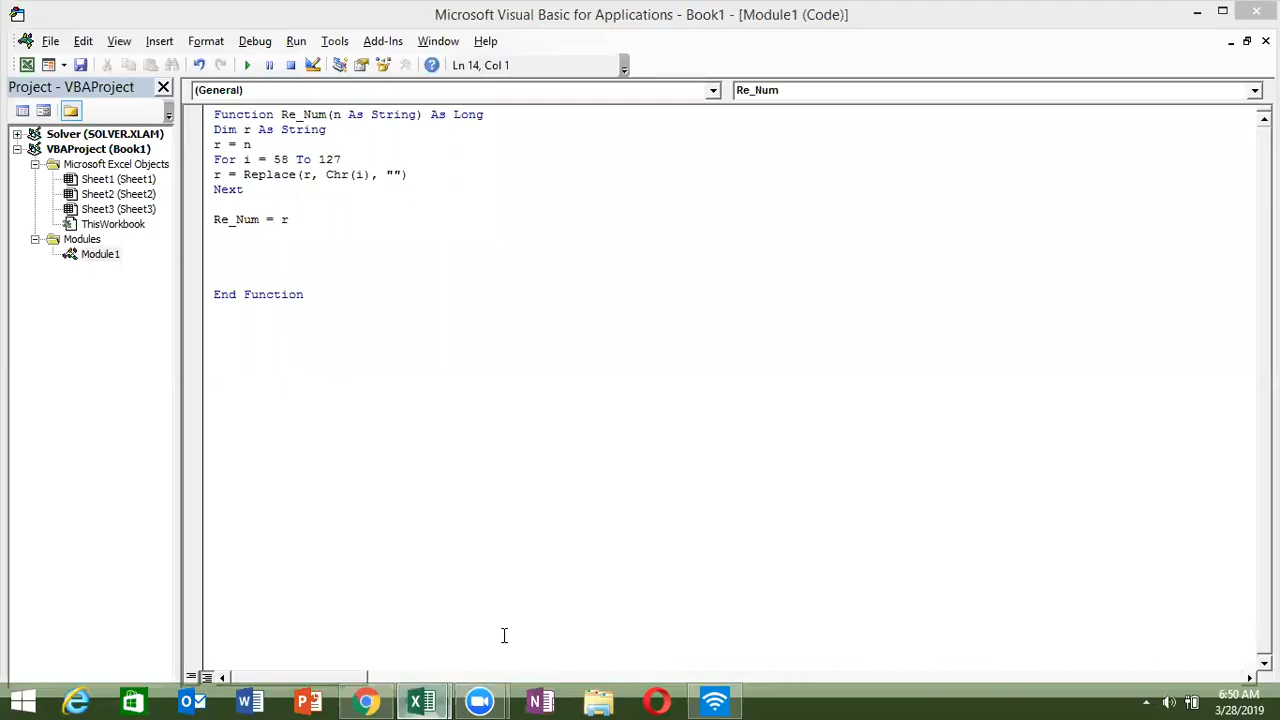 Microsoft Visual Basic for Applications - Book1 - [Module1 (Code)]
File Edit View Insert Format Debug Run Tools Add-Ins Window Help
Ln 14, Col 1
Project - VBAProject
(General) Re_Num
Solver (SOLVER.XLAM)
VBAProject (Book1)
Microsoft Excel Objects
Sheet1 (Sheet1)
Sheet2 (Sheet2)
Sheet3 (Sheet3)
ThisWorkbook
Modules
Module1
Function Re_Num(n As String) As Long
Dim r As String
r = n
For i = 58 To 127
r = Replace(r, Chr(i), "")
Next
Re_Num = r
End Function
6:50 AM
3/28/2019